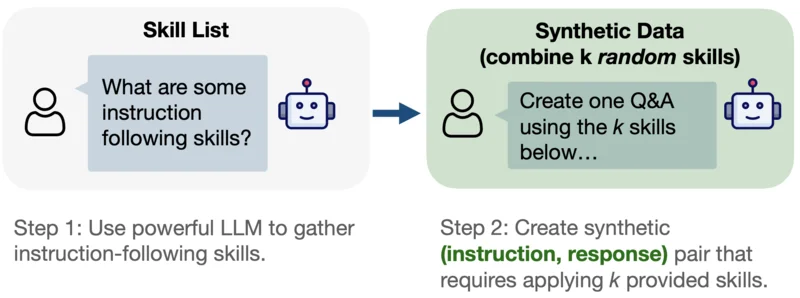 Skill List
What are some
instruction
following skills?
Step 1: Use powerful LLM to gather
instruction-following skills.
Synthetic Data
(combine k random skills)
Create one Q&A
using the k skills
below…
Step 2: Create synthetic
(instruction, response) pair that
requires applying k provided skills.